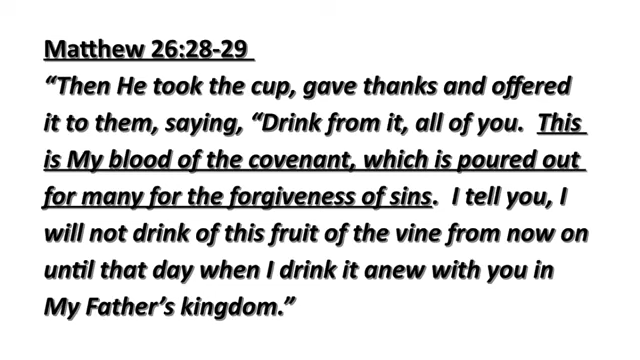 Matthew 26:28-29
“Then He took the cup, gave thanks and offered
it to them, saying, “Drink from it, all of you.  This
is My blood of the covenant, which is poured out
for many for the forgiveness of sins.  I tell you, I
will not drink of this fruit of the vine from now on
until that day when I drink it anew with you in
My Father’s kingdom.”